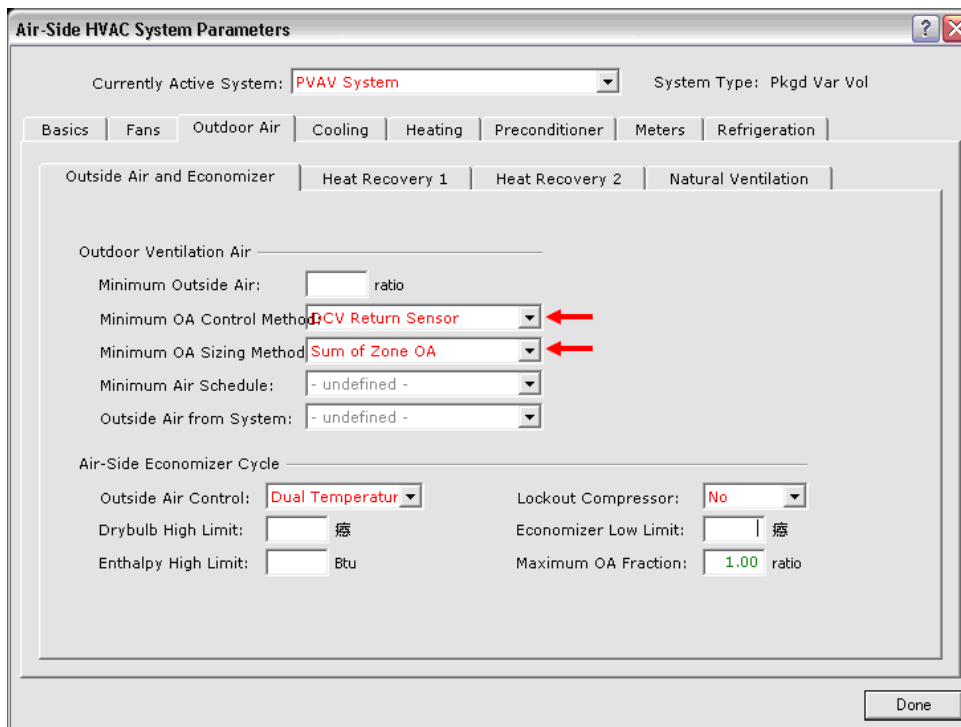 Air-Side HVAC System Parameters
Currently Active System: PVAV System System Type: Pkgd Var Vol
Basics Fans Outdoor Air Cooling Heating Preconditioner Meters Refrigeration
Outside Air and Economizer Heat Recovery 1 Heat Recovery 2 Natural Ventilation
Outdoor Ventilation Air
Minimum Outside Air: ratio
Minimum OA Control Method: DCV Return Sensor
Minimum OA Sizing Method Sum of Zone OA
Minimum Air Schedule: - undefined -
Outside Air from System: - undefined -
Air-Side Economizer Cycle
Outside Air Control: Dual Temperatur Lockout Compressor: No
Drybulb High Limit: 癋 Economizer Low Limit: 癋
Enthalpy High Limit: Btu Maximum OA Fraction: 1.00 ratio
Done